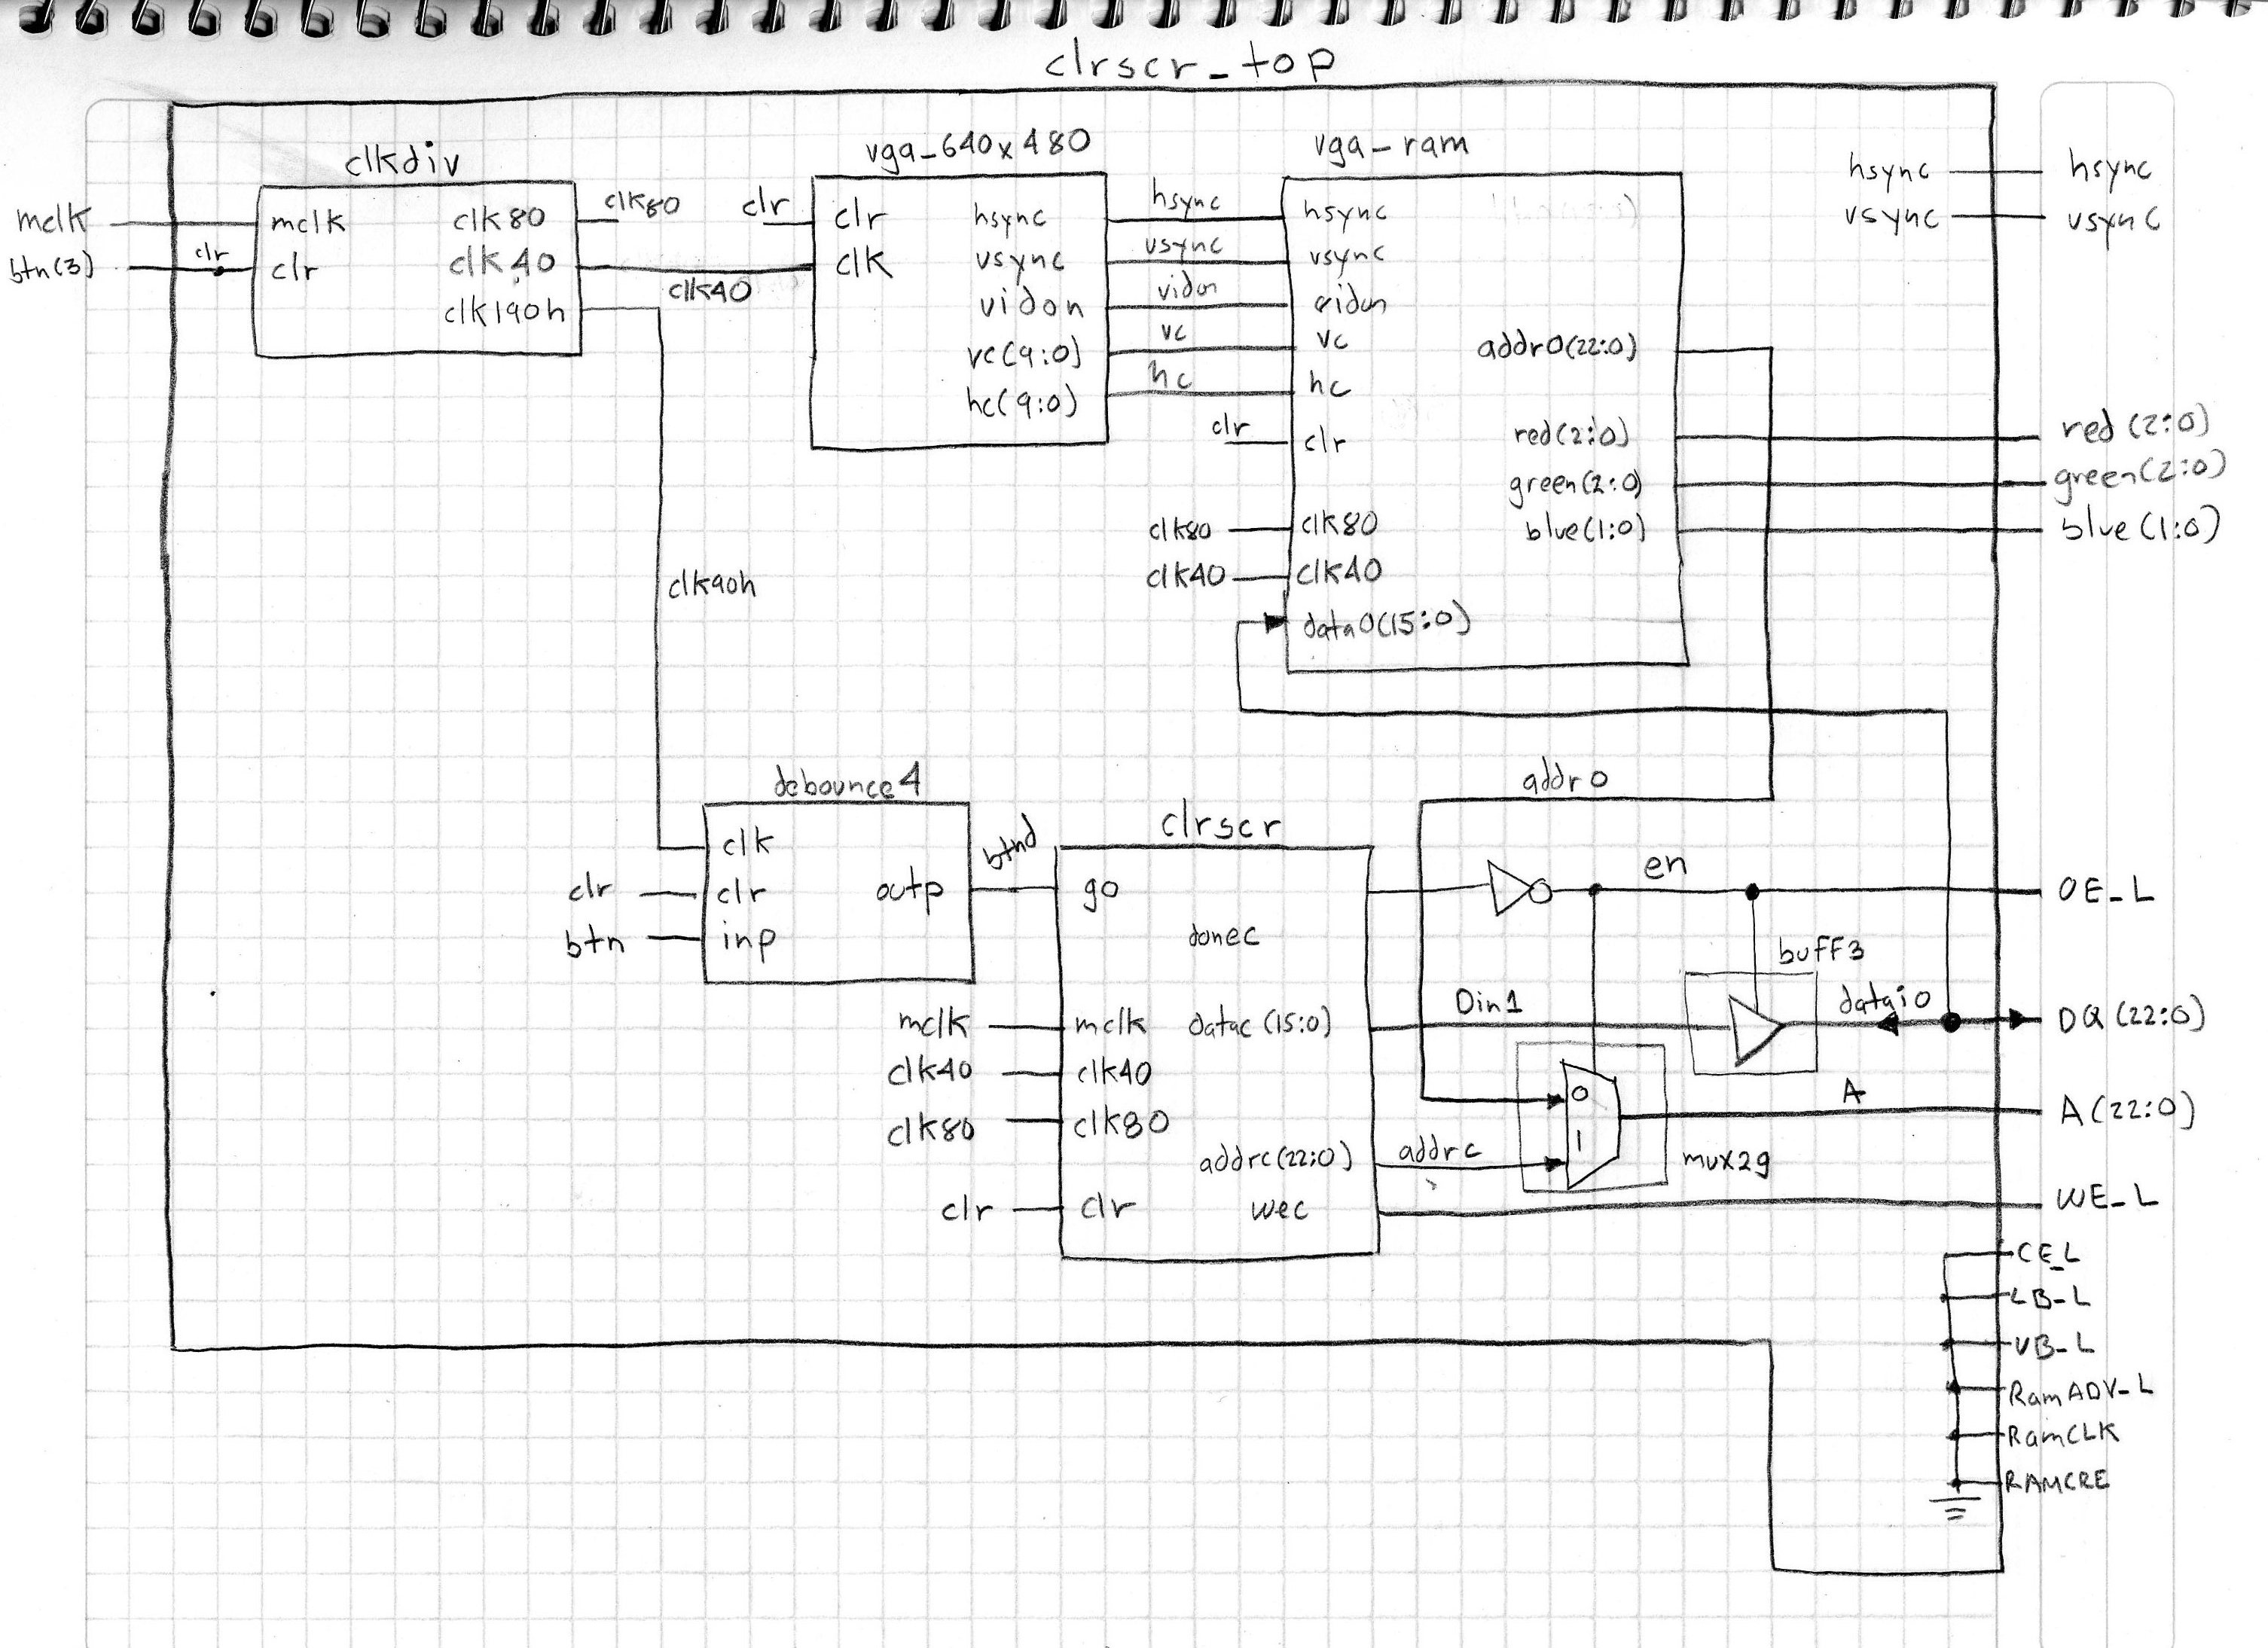 clrscr_top
clkdiv
mclk
btn(3)
clr
mclk
clr
clk80
clk40
clk190h
clk80
clk40
clk90h
vga-640x480
clr
clr
clk
hsync
vsync
vidon
vc(9:0)
hc(9:0)
hsync
vsync
vidon
vc
hc
clr
clk80
clk40
vga-ram
hsync
vsync
vidon
vc
hc
clr
clk80
clk40
data0(15:0)
addr0(22:0)
red(2:0)
green(2:0)
blue(1:0)
hsync
vsync
hsync
vsync
red (2:0)
green(2:0)
blue (1:0)
debounce4
clr
btn
clk
clr
inp
outp
btnd
clrscr
mclk
clk40
clk80
clr
go
mclk
clk40
clk80
clr
donec
datac (15:0)
addrc(22:0)
wec
addr0
en
Din1
buff3
dataio
addrc
0
1
mux2g
A
OE_L
DQ (22:0)
A(22:0)
WE_L
CE_L
LB-L
UB-L
RamADV-L
RamCLK
RAMCRE